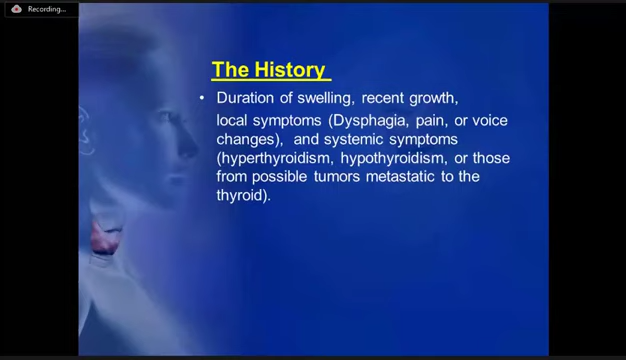 Recording...
The History
• Duration of swelling, recent growth,
local symptoms (Dysphagia, pain, or voice
changes), and systemic symptoms
(hyperthyroidism, hypothyroidism, or those
from possible tumors metastatic to the
thyroid).